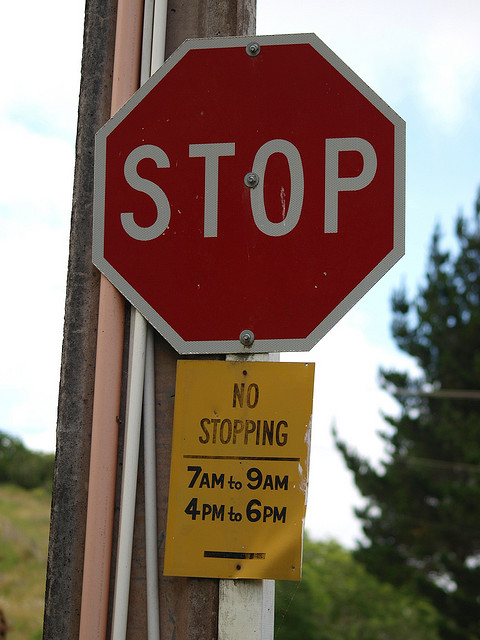 STOP
NO
STOPPING
7AM to 9AM
4PM to 6PM